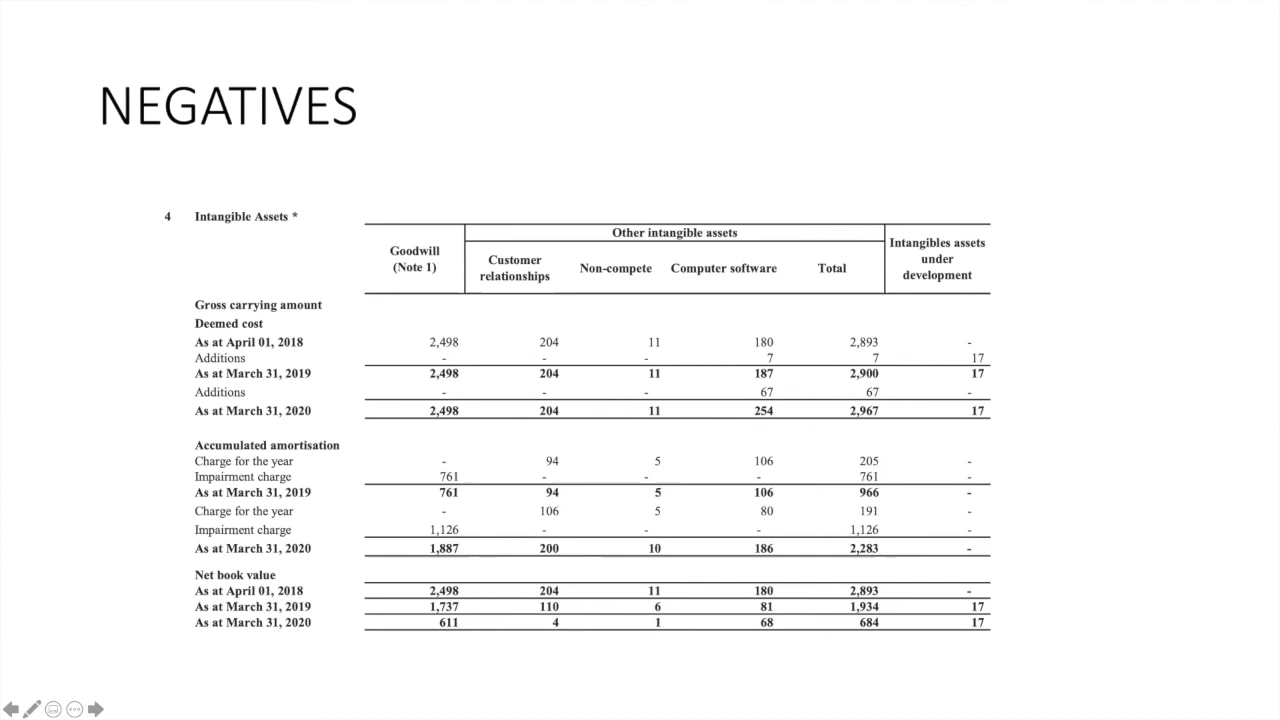 NEGATIVES
4 Intangible Assets *
Other intangible assets
Goodwill (Note 1) Customer relationships Non-compete Computer software Total Intangibles assets under development
Gross carrying amount
Deemed cost
As at April 01, 2018 2,498 204 11 180 2,893 -
Additions - - - 7 7 17
As at March 31, 2019 2,498 204 11 187 2,900 17
Additions - - - 67 67 -
As at March 31, 2020 2,498 204 11 254 2,967 17
Accumulated amortisation
Charge for the year - 94 5 106 205 -
Impairment charge 761 - - - 761 -
As at March 31, 2019 761 94 5 106 966 -
Charge for the year - 106 5 80 191 -
Impairment charge 1,126 - - - 1,126 -
As at March 31, 2020 1,887 200 10 186 2,283 -
Net book value
As at April 01, 2018 2,498 204 11 180 2,893 -
As at March 31, 2019 1,737 110 6 81 1,934 17
As at March 31, 2020 611 4 1 68 684 17